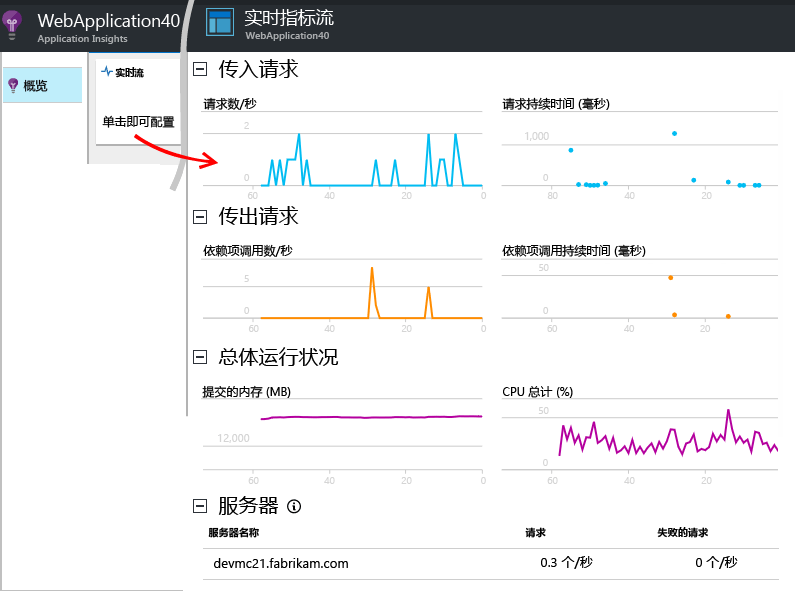 WebApplication40
Application Insights
实时指标流
WebApplication40
概览
实时流
单击即可配置
传入请求
请求数/秒
2
0
60 40 20 0
请求持续时间 (毫秒)
1,000
0
80 40 20
传出请求
依赖项调用数/秒
5
0
60 40 20 0
依赖项调用持续时间 (毫秒)
50
0
60 40 20
总体运行状况
提交的内存 (MB)
12,000
60 40 20 0
CPU 总计 (%)
50
0
60 40 20
服务器
服务器名称 请求 失败的请求
devmc21.fabrikam.com 0.3 个/秒 0 个/秒